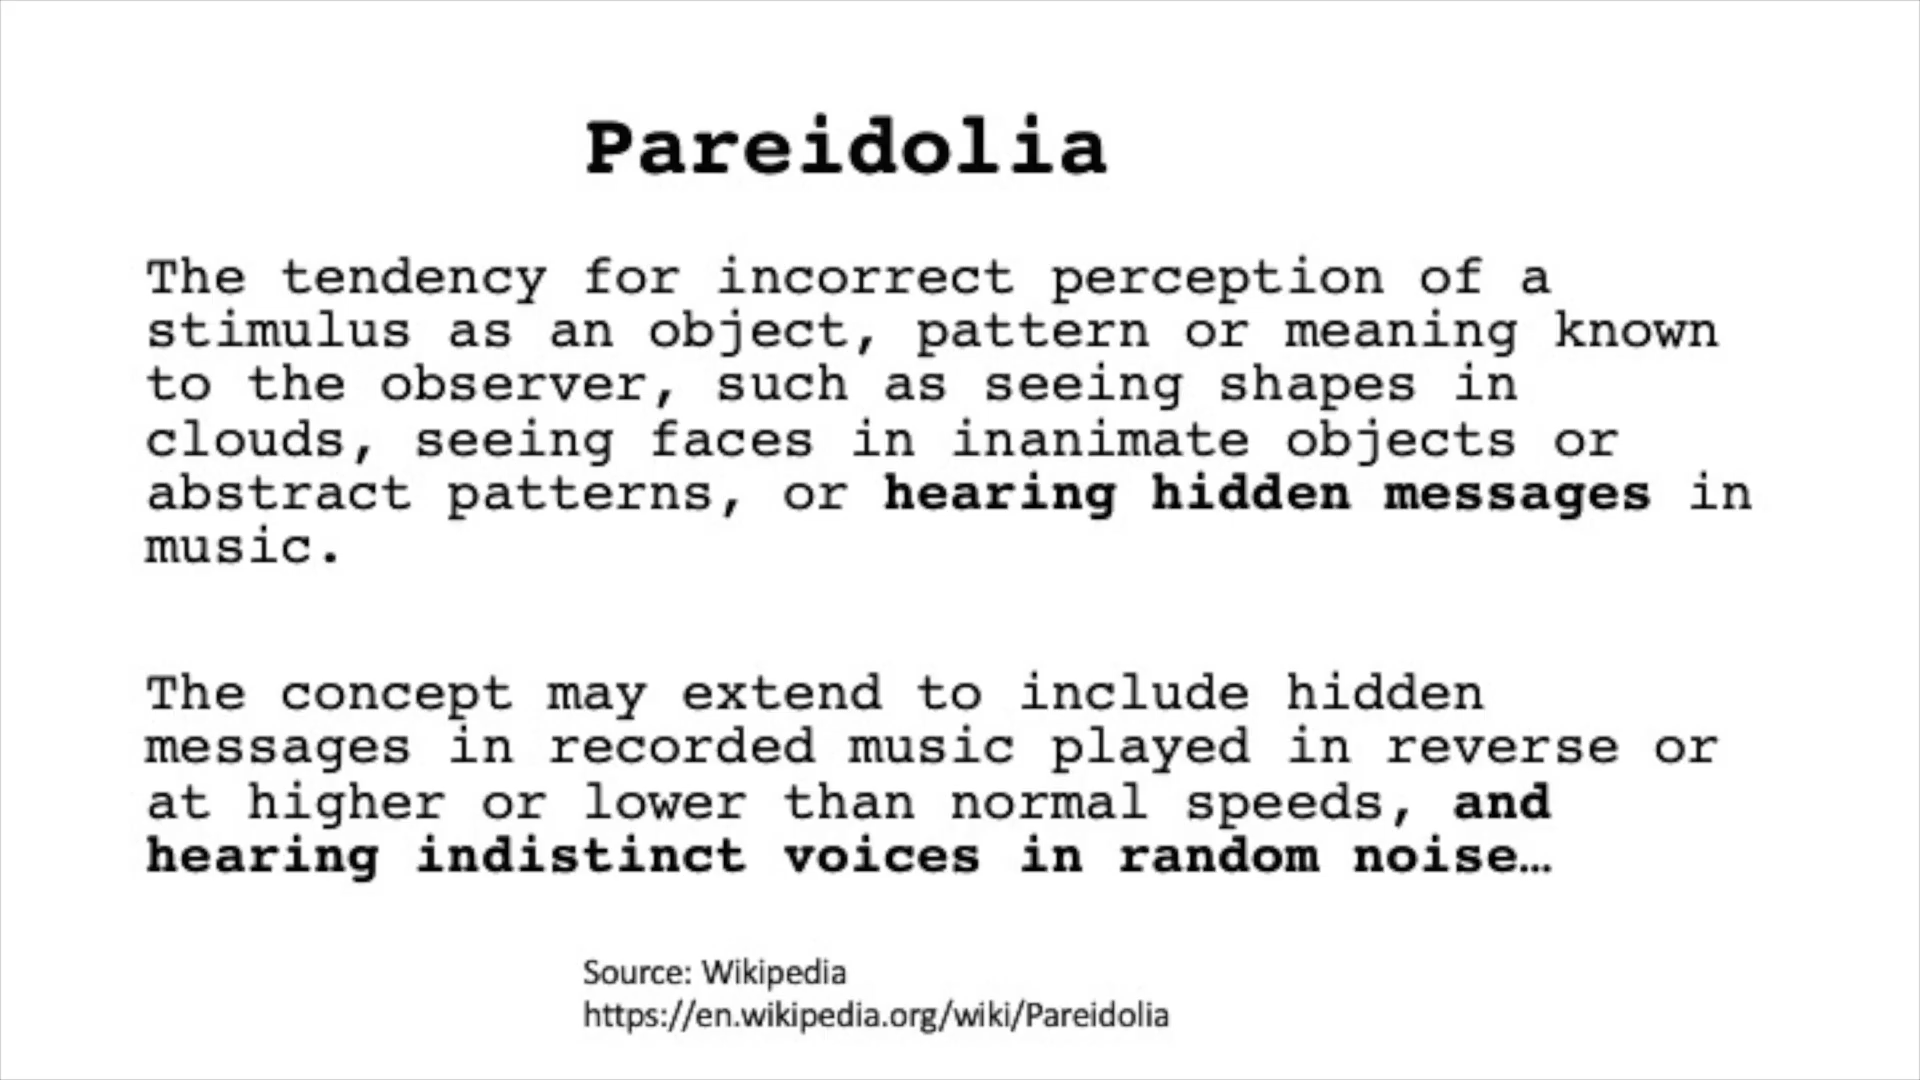 Pareidolia
The tendency for incorrect perception of a
stimulus as an object, pattern or meaning known
to the observer, such as seeing shapes in
clouds, seeing faces in inanimate objects or
abstract patterns, or hearing hidden messages in
music.
The concept may extend to include hidden
messages in recorded music played in reverse or
at higher or lower than normal speeds, and
hearing indistinct voices in random noise…
Source: Wikipedia
https://en.wikipedia.org/wiki/Pareidolia